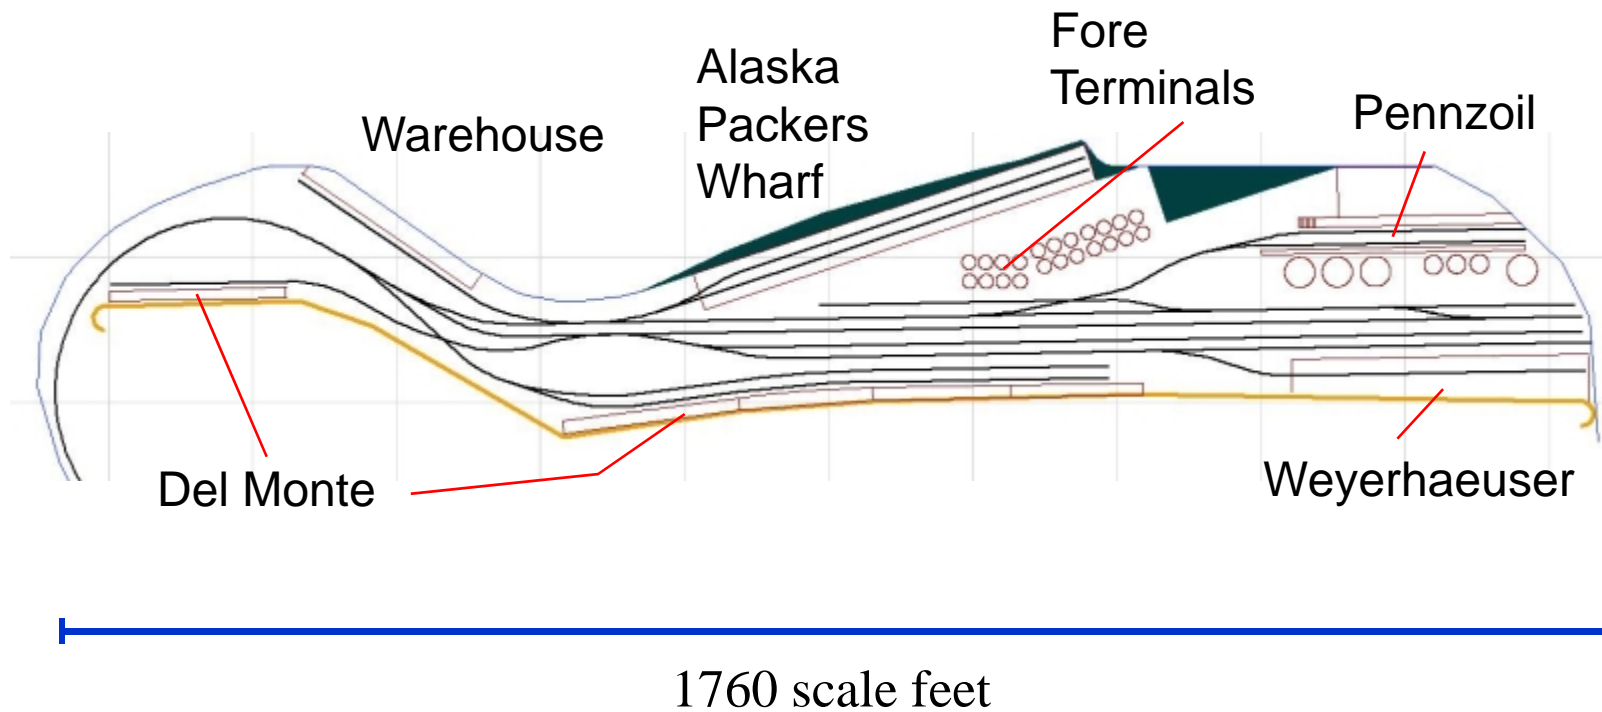 Fore
Terminals
Alaska
Packers
Wharf
Pennzoil
Warehouse
Del Monte
Weyerhaeuser
1760 scale feet